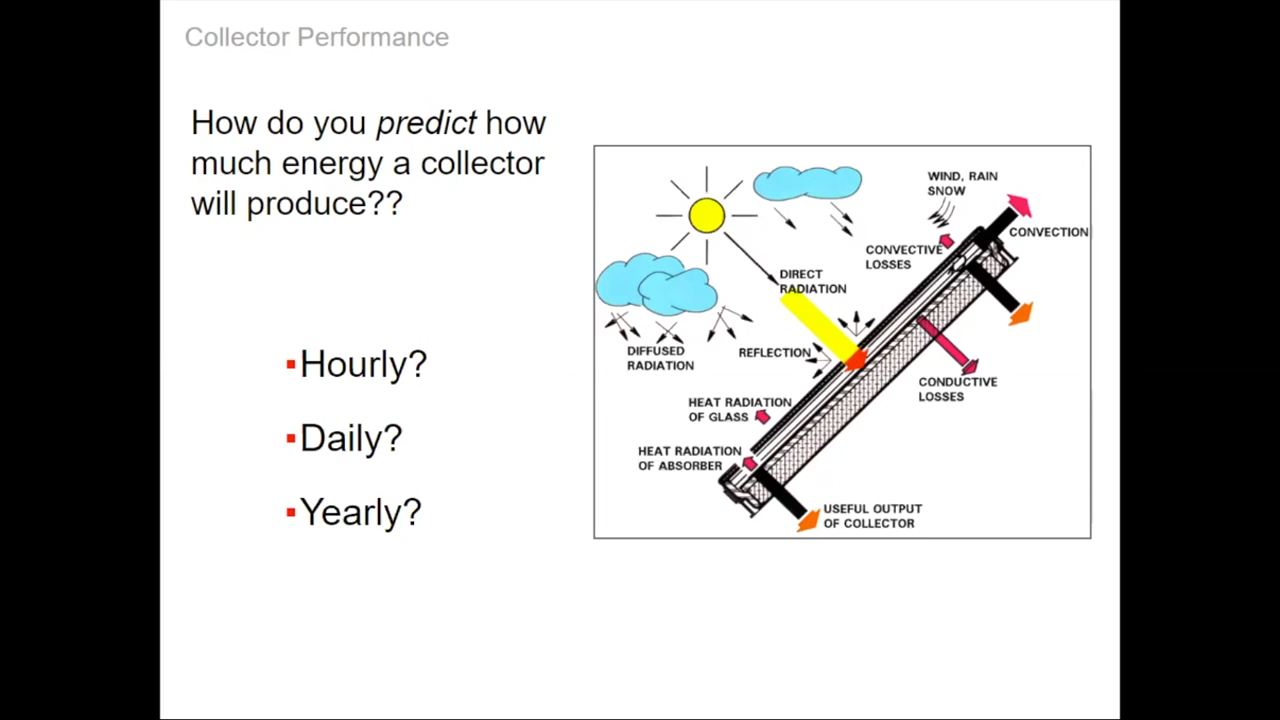 Collector Performance
How do you predict how
much energy a collector
will produce??
▪Hourly?
▪Daily?
▪Yearly?
WIND, RAIN
SNOW
CONVECTION
CONVECTIVE
LOSSES
DIRECT
RADIATION
DIFFUSED
RADIATION
REFLECTION
CONDUCTIVE
LOSSES
HEAT RADIATION
OF GLASS
HEAT RADIATION
OF ABSORBER
USEFUL OUTPUT
OF COLLECTOR